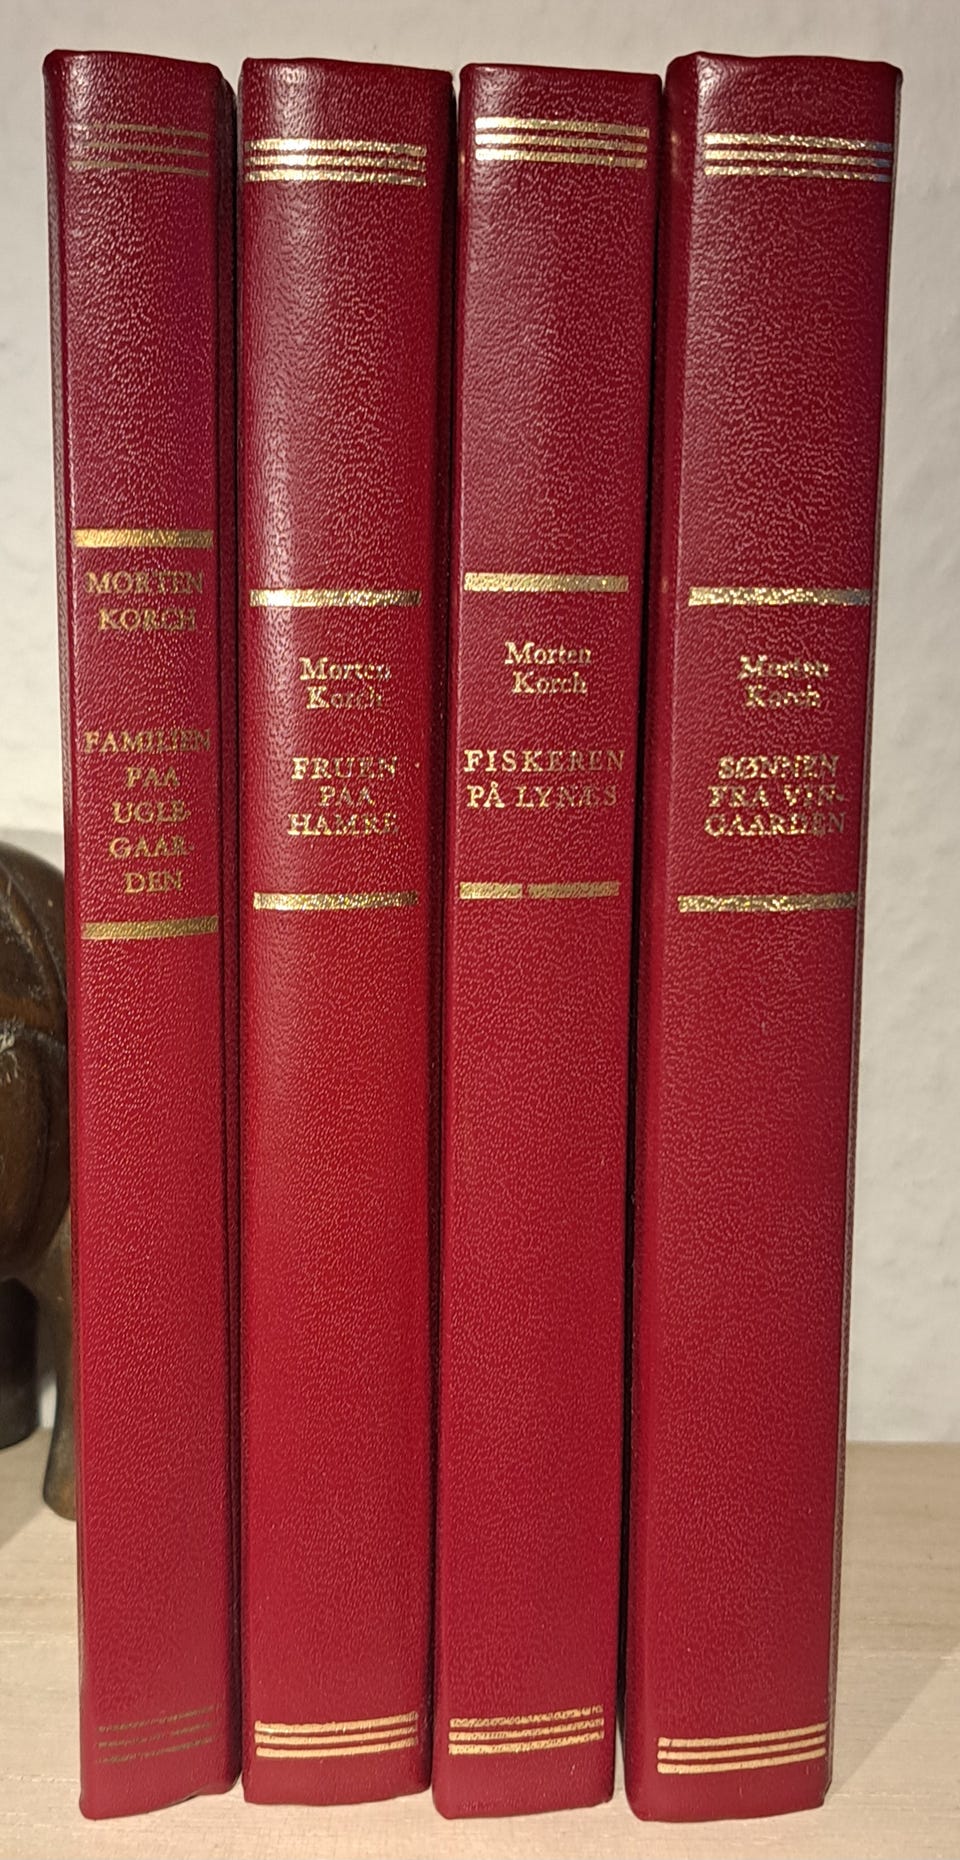 MORTEN
KORCH
FAMILIEN
PAA
UGLE-
GAAR-
DEN
Morten
Korch
FRUEN
PAA
HAMRE
Morten
Korch
FISKEREN
PÅ LYNÆS
Morten
Korch
SØNNEN
FRA VIN-
GAARDEN